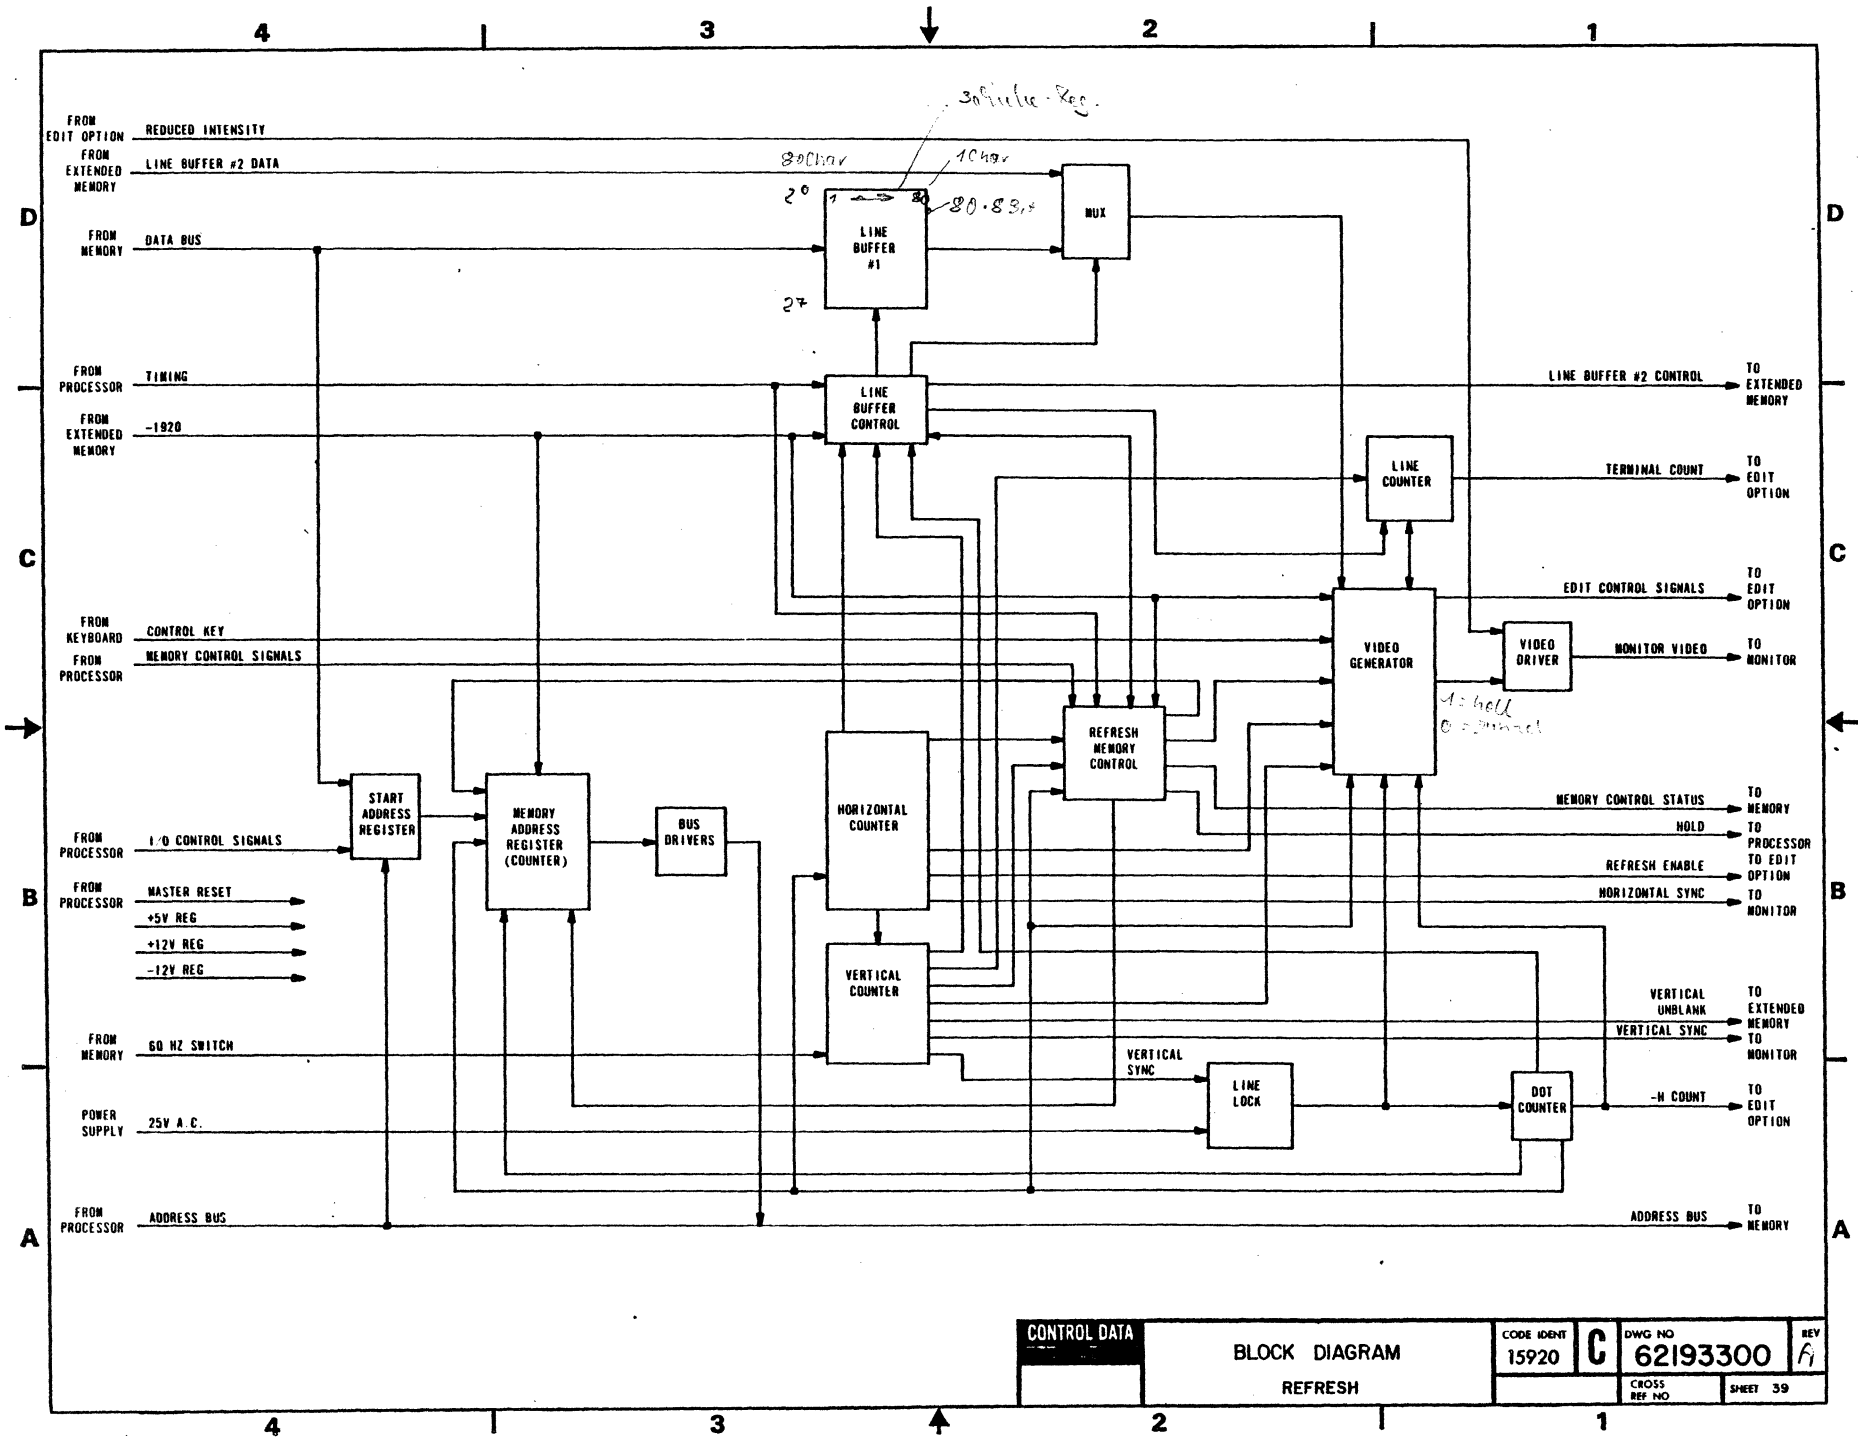 4 3 2 1
FROM
EDIT OPTION
REDUCED INTENSITY
FROM
EXTENDED
MEMORY
LINE BUFFER #2 DATA
80Char
1Char
2⁰
1
80
MUX
D
D
FROM
MEMORY
DATA BUS
LINE
BUFFER
#1
2⁷
FROM
PROCESSOR
TIMING
LINE
BUFFER
CONTROL
LINE BUFFER #2 CONTROL
TO
EXTENDED
MEMORY
FROM
EXTENDED
MEMORY
-1920
LINE
COUNTER
TERMINAL COUNT
TO
EDIT
OPTION
C
C
EDIT CONTROL SIGNALS
TO
EDIT
OPTION
FROM
KEYBOARD
CONTROL KEY
FROM
PROCESSOR
MEMORY CONTROL SIGNALS
VIDEO
GENERATOR
VIDEO
DRIVER
MONITOR VIDEO
TO
MONITOR
1 = hell
REFRESH
MEMORY
CONTROL
START
ADDRESS
REGISTER
MEMORY
ADDRESS
REGISTER
(COUNTER)
BUS
DRIVERS
HORIZONTAL
COUNTER
MEMORY CONTROL STATUS
TO
MEMORY
HOLD
TO
PROCESSOR
FROM
PROCESSOR
I/O CONTROL SIGNALS
REFRESH ENABLE
TO EDIT
OPTION
B
B
FROM
PROCESSOR
MASTER RESET
HORIZONTAL SYNC
TO
MONITOR
+5V REG
+12V REG
-12V REG
VERTICAL
COUNTER
VERTICAL
UNBLANK
TO
EXTENDED
MEMORY
FROM
MEMORY
60 HZ SWITCH
VERTICAL SYNC
TO
MONITOR
VERTICAL
SYNC
LINE
LOCK
DOT
COUNTER
-H COUNT
TO
EDIT
OPTION
POWER
SUPPLY
25V A.C.
FROM
PROCESSOR
ADDRESS BUS
ADDRESS BUS
TO
MEMORY
A
A
CONTROL DATA
BLOCK DIAGRAM
REFRESH
CODE IDENT
15920
C
DWG NO
62193300
REV
A
CROSS
REF NO
SHEET 39
4 3 2 1